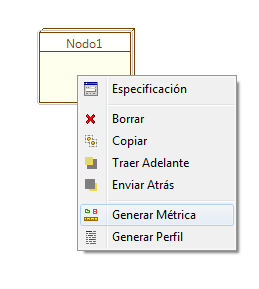 Nodo1
Especificación
Borrar
Copiar
Traer Adelante
Enviar Atrás
Generar Métrica
Generar Perfil